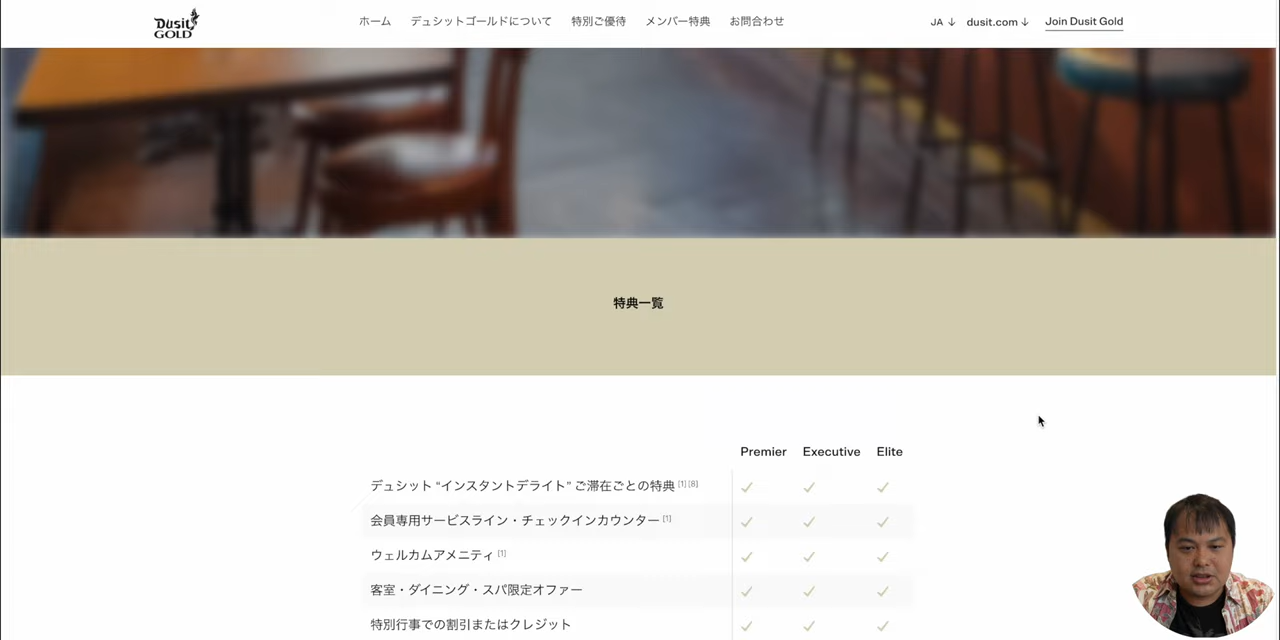 Dusit GOLD
ホーム デュシットゴールドについて 特別ご優待 メンバー特典 お問合わせ JA ↓ dusit.com ↓ Join Dusit Gold
特典一覧
Premier Executive Elite
デュシット “インスタントデライト” ご滞在ごとの特典 [1] [8] ✓ ✓ ✓
会員専用サービスライン・チェックインカウンター [1] ✓ ✓ ✓
ウェルカムアメニティ [1] ✓ ✓ ✓
客室・ダイニング・スパ限定オファー ✓ ✓ ✓
特別行事での割引またはクレジット ✓ ✓ ✓